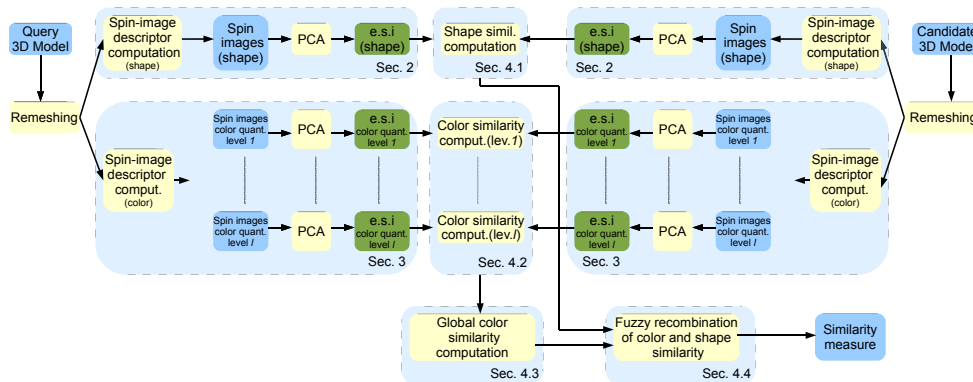 Query
3D Model
Remeshing
Spin-image
descriptor
computation
(shape)
Spin
images
(shape)
PCA
e.s.i
(shape)
Sec. 2
Shape simil.
computation
Sec. 4.1
e.s.i
(shape)
PCA
Spin
images
(shape)
Spin-image
descriptor
computation
(shape)
Sec. 2
Candidate
3D Model
Remeshing
Spin-image
descriptor
comput.
(color)
Spin images
color quant.
level 1
PCA
e.s.i
color quant.
level 1
Spin images
color quant.
level l
PCA
e.s.i
color quant.
level l
Sec. 3
Color similarity
comput.(lev.1)
Color similarity
comput.(lev.l)
Sec. 4.2
e.s.i
color quant.
level 1
PCA
Spin images
color quant.
level 1
e.s.i
color quant.
level l
PCA
Spin images
color quant.
level l
Spin-image
descriptor
comput.
(color)
Sec. 3
Global color
similarity
computation
Sec. 4.3
Fuzzy recombination
of color and shape
similarity
Sec. 4.4
Similarity
measure